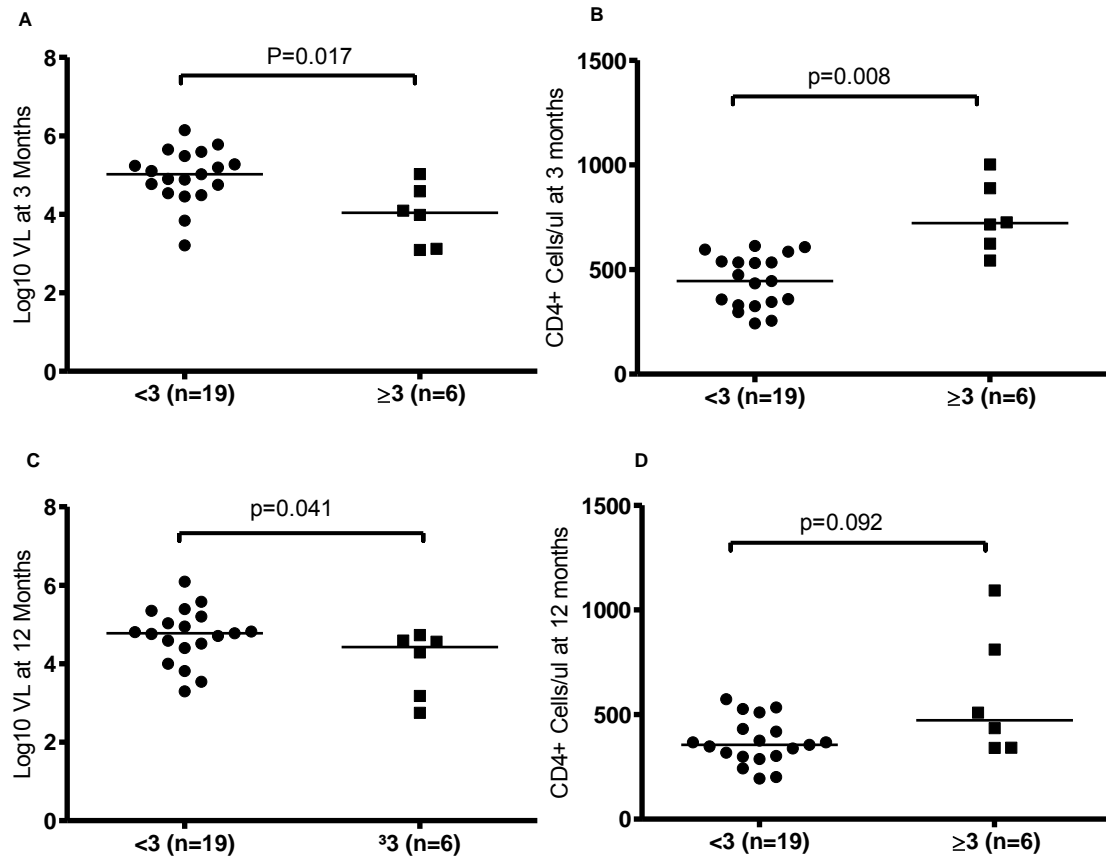 A
P=0.017
8
6
4
2
0
Log10 VL at 3 Months
<3 (n=19)
≥3 (n=6)
B
p=0.008
1500
1000
500
0
CD4+ Cells/ul at 3 months
<3 (n=19)
≥3 (n=6)
C
p=0.041
8
6
4
2
0
Log10 VL at 12 Months
<3 (n=19)
³3 (n=6)
D
p=0.092
1500
1000
500
0
CD4+ Cells/ul at 12 months
<3 (n=19)
≥3 (n=6)